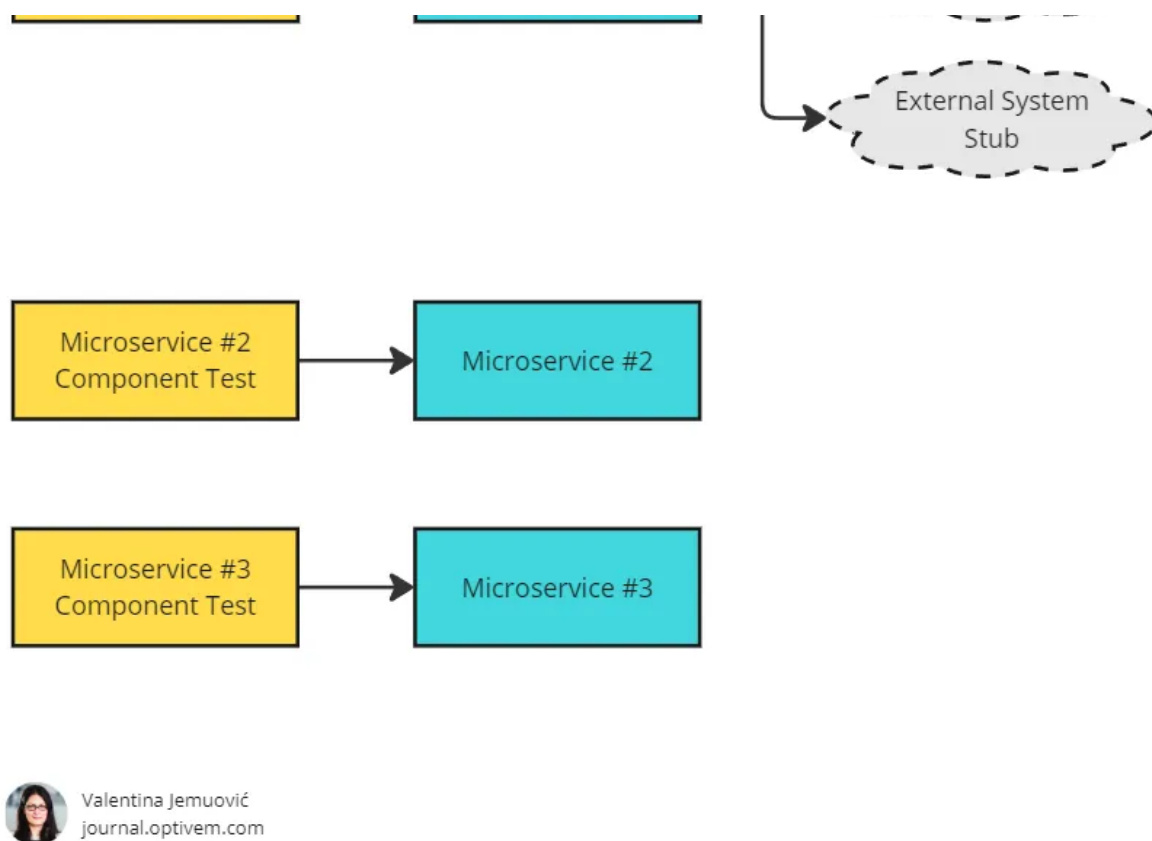 External System
Stub
Microservice #2
Component Test
Microservice #2
Microservice #3
Component Test
Microservice #3
Valentina Jemuović
journal.optivem.com